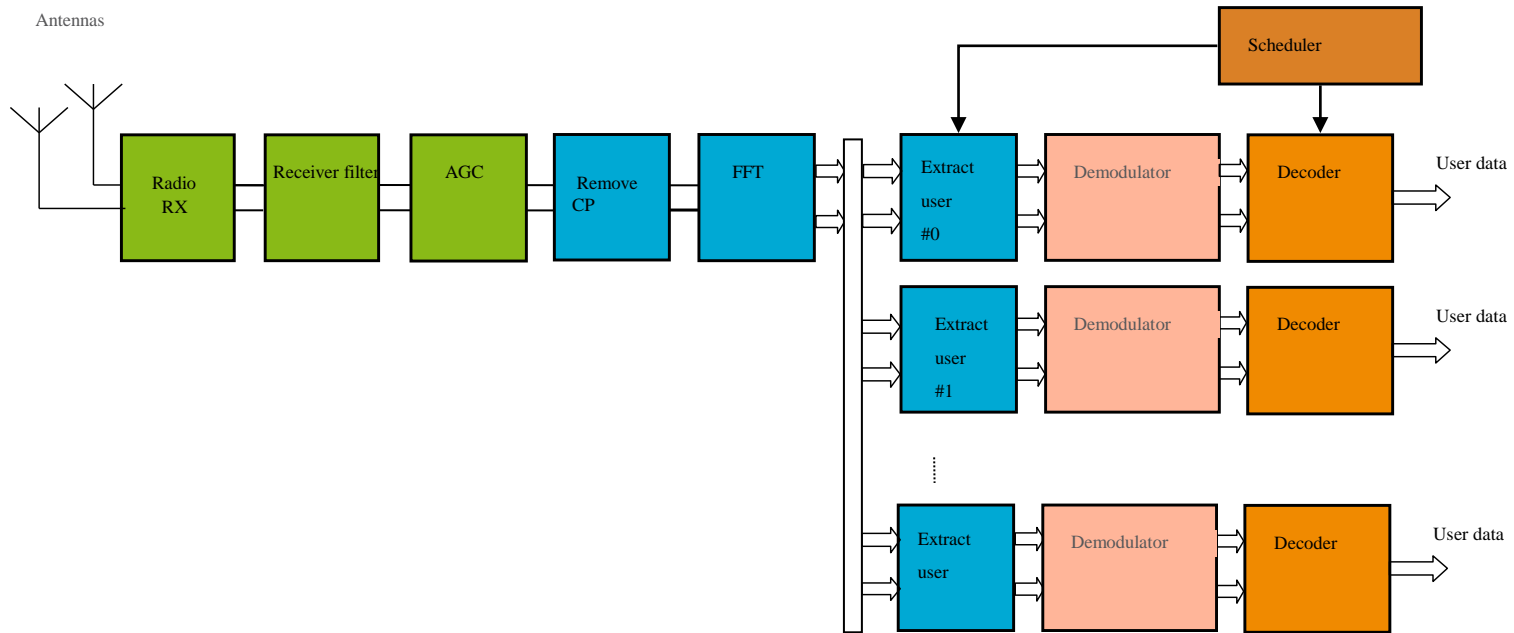 Antennas
Scheduler
Radio
RX
Receiver filter
AGC
Remove
CP
FFT
Extract
user
#0
Demodulator
Decoder
User data
Extract
user
#1
Demodulator
Decoder
User data
Extract
user
Demodulator
Decoder
User data